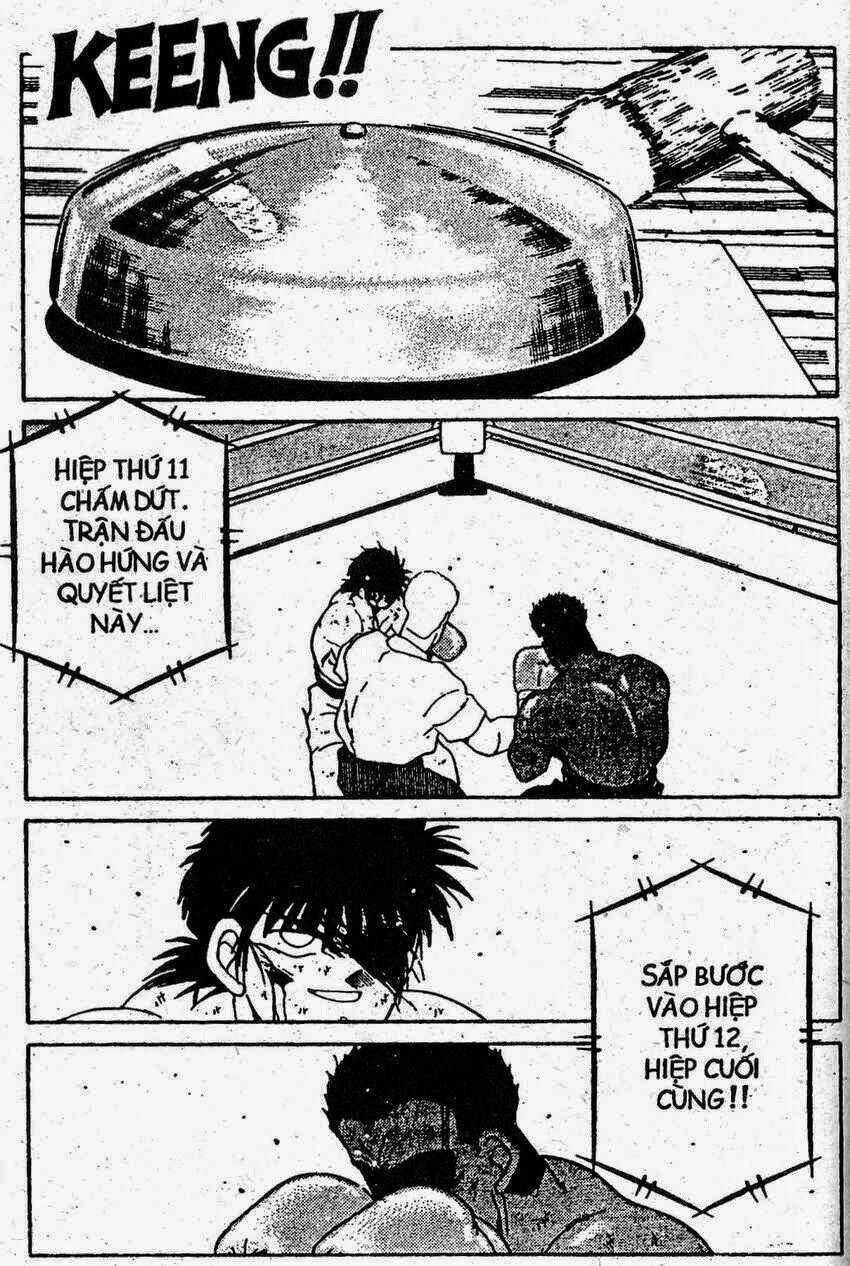 KEENG!!
HIỆP THỨ 11
CHẤM DỨT.
TRẬN ĐẤU
HÀO HỨNG VÀ
QUYẾT LIỆT
NÀY...
SẮP BƯỚC
VÀO HIỆP
THỨ 12,
HIỆP CUỐI
CÙNG!!